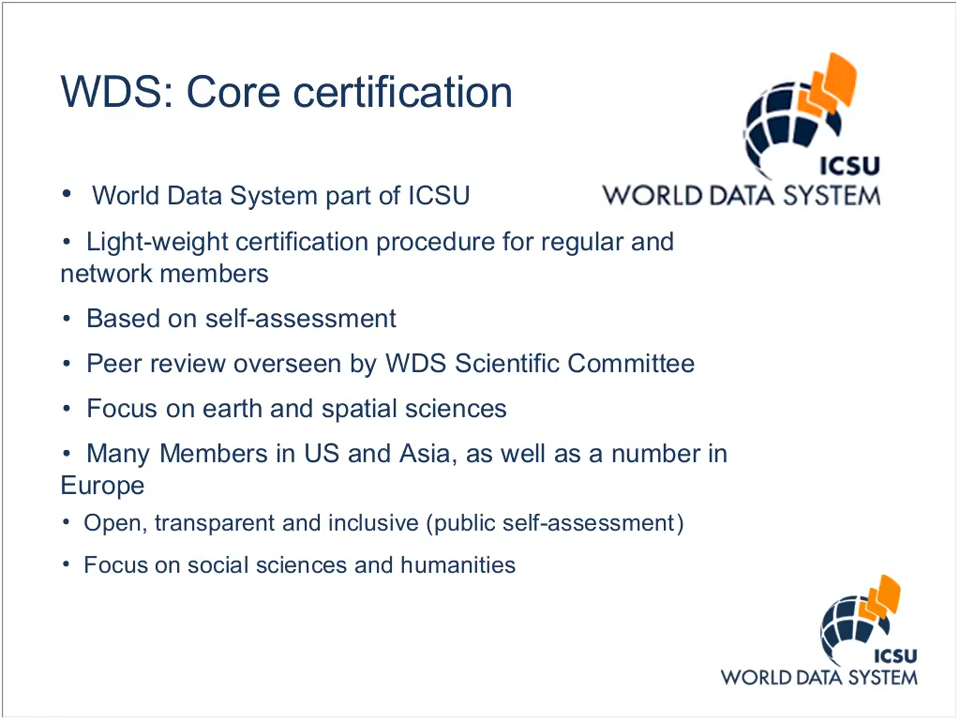 WDS: Core certification
ICSU
WORLD DATA SYSTEM
• World Data System part of ICSU
• Light-weight certification procedure for regular and
network members
• Based on self-assessment
• Peer review overseen by WDS Scientific Committee
• Focus on earth and spatial sciences
• Many Members in US and Asia, as well as a number in
Europe
• Open, transparent and inclusive (public self-assessment)
• Focus on social sciences and humanities
ICSU
WORLD DATA SYSTEM